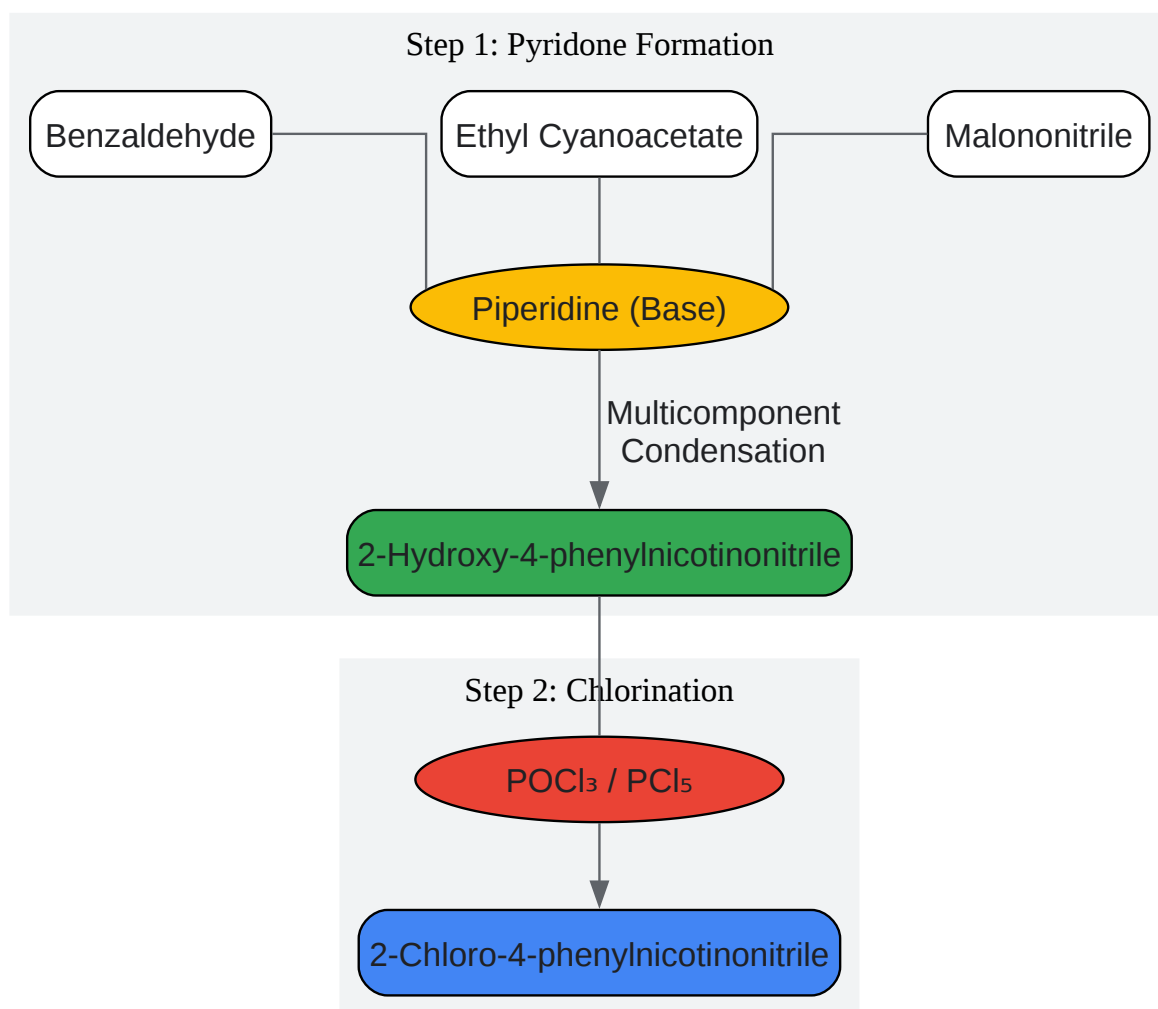 Step 1: Pyridone Formation
Benzaldehyde
Ethyl Cyanoacetate
Malononitrile
Piperidine (Base)
Multicomponent
Condensation
2-Hydroxy-4-phenylnicotinonitrile
Step 2: Chlorination
POCl₃ / PCl₅
2-Chloro-4-phenylnicotinonitrile